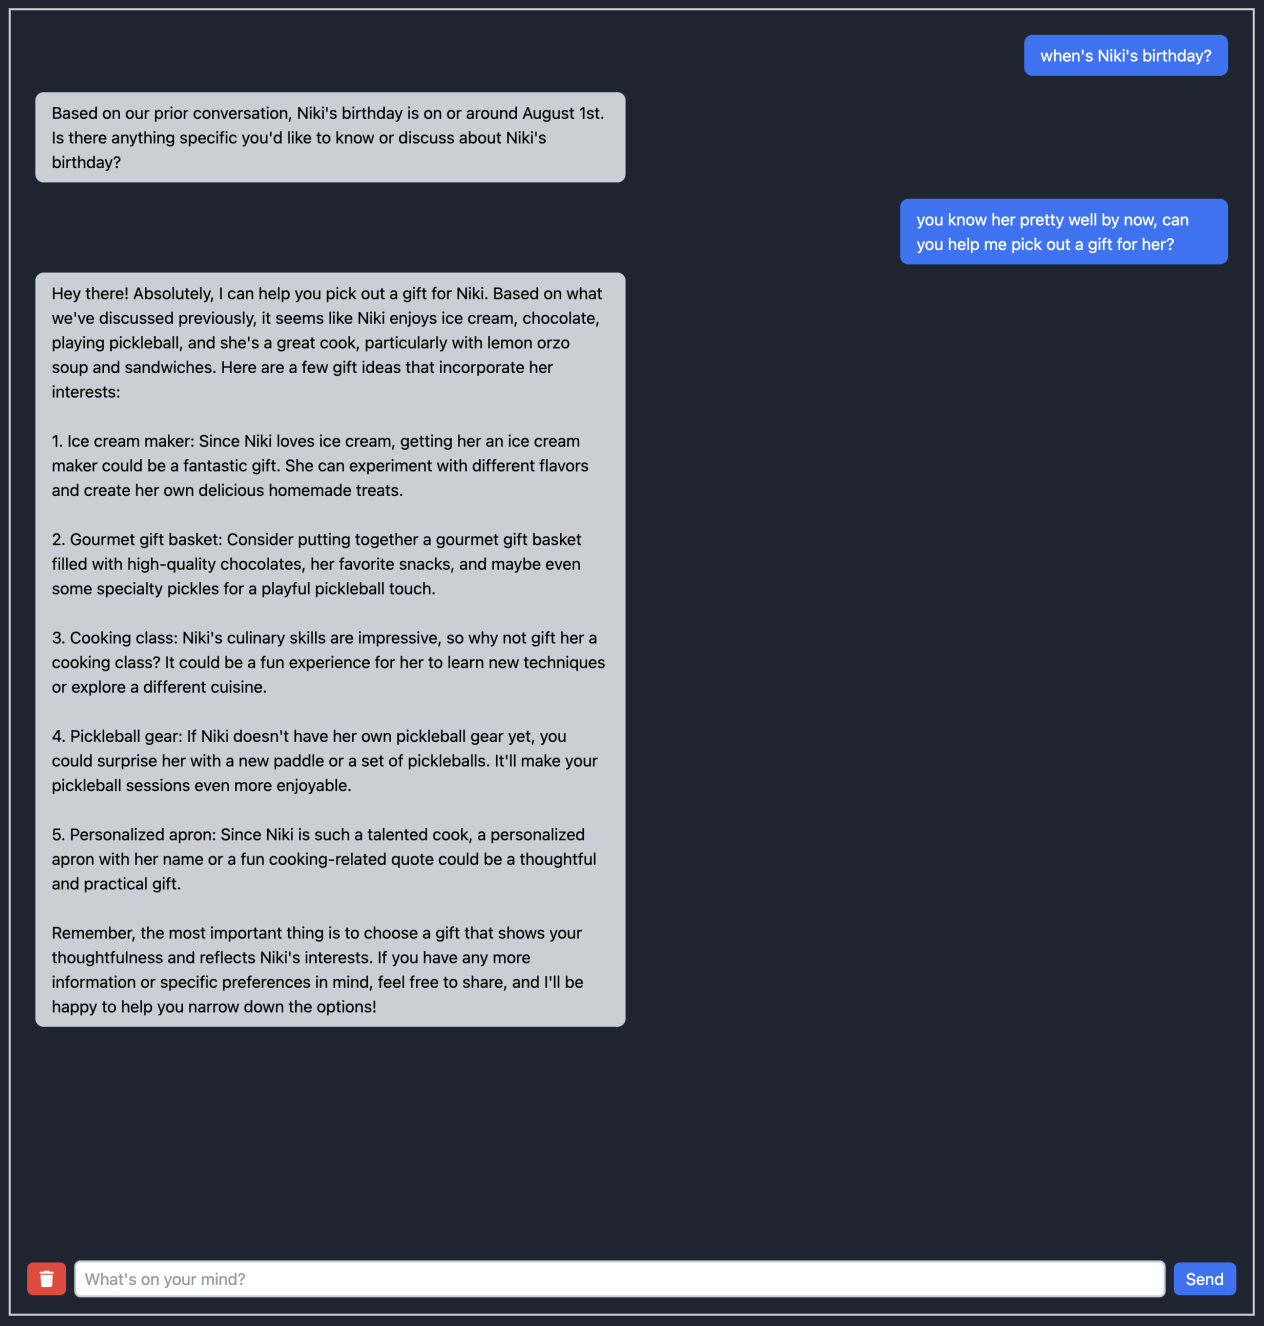 when's Niki's birthday?
Based on our prior conversation, Niki's birthday is on or around August 1st.
Is there anything specific you'd like to know or discuss about Niki's
birthday?
you know her pretty well by now, can
you help me pick out a gift for her?
Hey there! Absolutely, I can help you pick out a gift for Niki. Based on what
we've discussed previously, it seems like Niki enjoys ice cream, chocolate,
playing pickleball, and she's a great cook, particularly with lemon orzo
soup and sandwiches. Here are a few gift ideas that incorporate her
interests:
1. Ice cream maker: Since Niki loves ice cream, getting her an ice cream
maker could be a fantastic gift. She can experiment with different flavors
and create her own delicious homemade treats.
2. Gourmet gift basket: Consider putting together a gourmet gift basket
filled with high-quality chocolates, her favorite snacks, and maybe even
some specialty pickles for a playful pickleball touch.
3. Cooking class: Niki's culinary skills are impressive, so why not gift her a
cooking class? It could be a fun experience for her to learn new techniques
or explore a different cuisine.
4. Pickleball gear: If Niki doesn't have her own pickleball gear yet, you
could surprise her with a new paddle or a set of pickleballs. It'll make your
pickleball sessions even more enjoyable.
5. Personalized apron: Since Niki is such a talented cook, a personalized
apron with her name or a fun cooking-related quote could be a thoughtful
and practical gift.
Remember, the most important thing is to choose a gift that shows your
thoughtfulness and reflects Niki's interests. If you have any more
information or specific preferences in mind, feel free to share, and I'll be
happy to help you narrow down the options!
What's on your mind?
Send